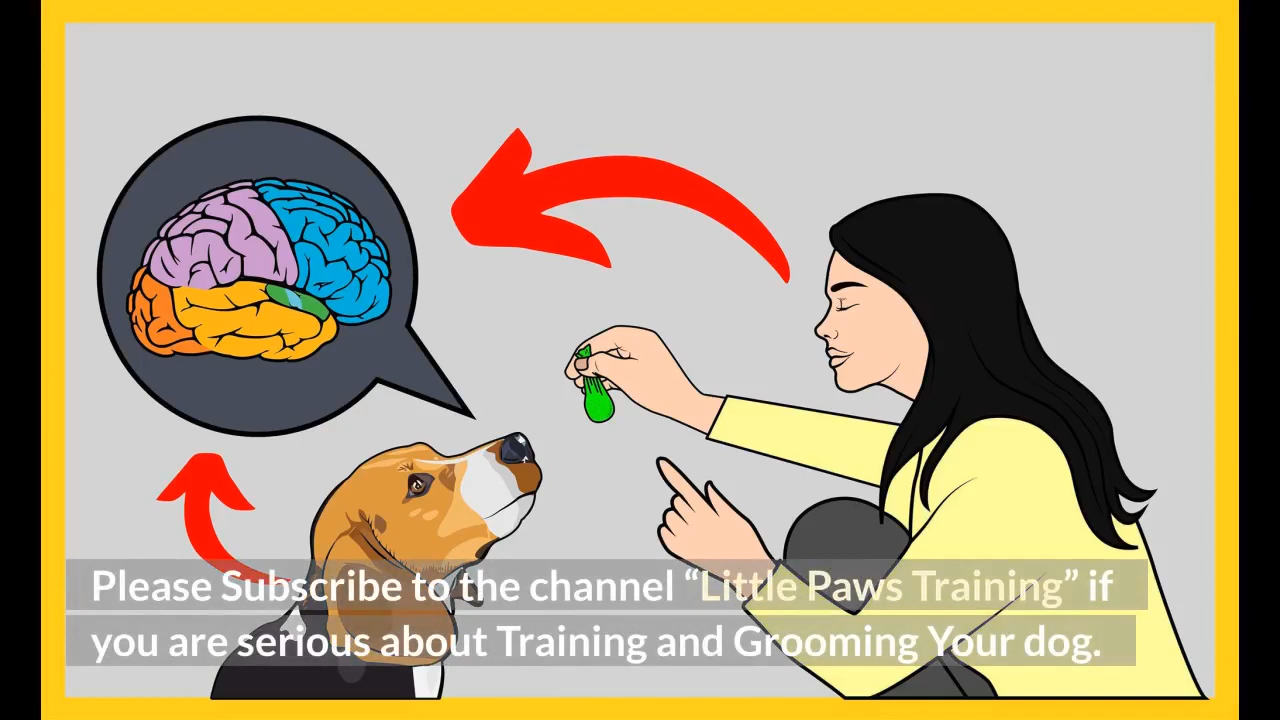 Please Subscribe to the channel “Little Paws Training” if
you are serious about Training and Grooming Your dog.